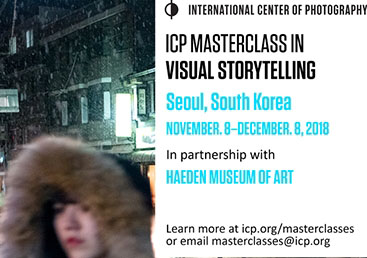 INTERNATIONAL CENTER OF PHOTOGRAPHY
ICP MASTERCLASS IN
VISUAL STORYTELLING
Seoul, South Korea
NOVEMBER. 8–DECEMBER. 8, 2018
In partnership with
HAEDEN MUSEUM OF ART
Learn more at icp.org/masterclasses
or email masterclasses@icp.org